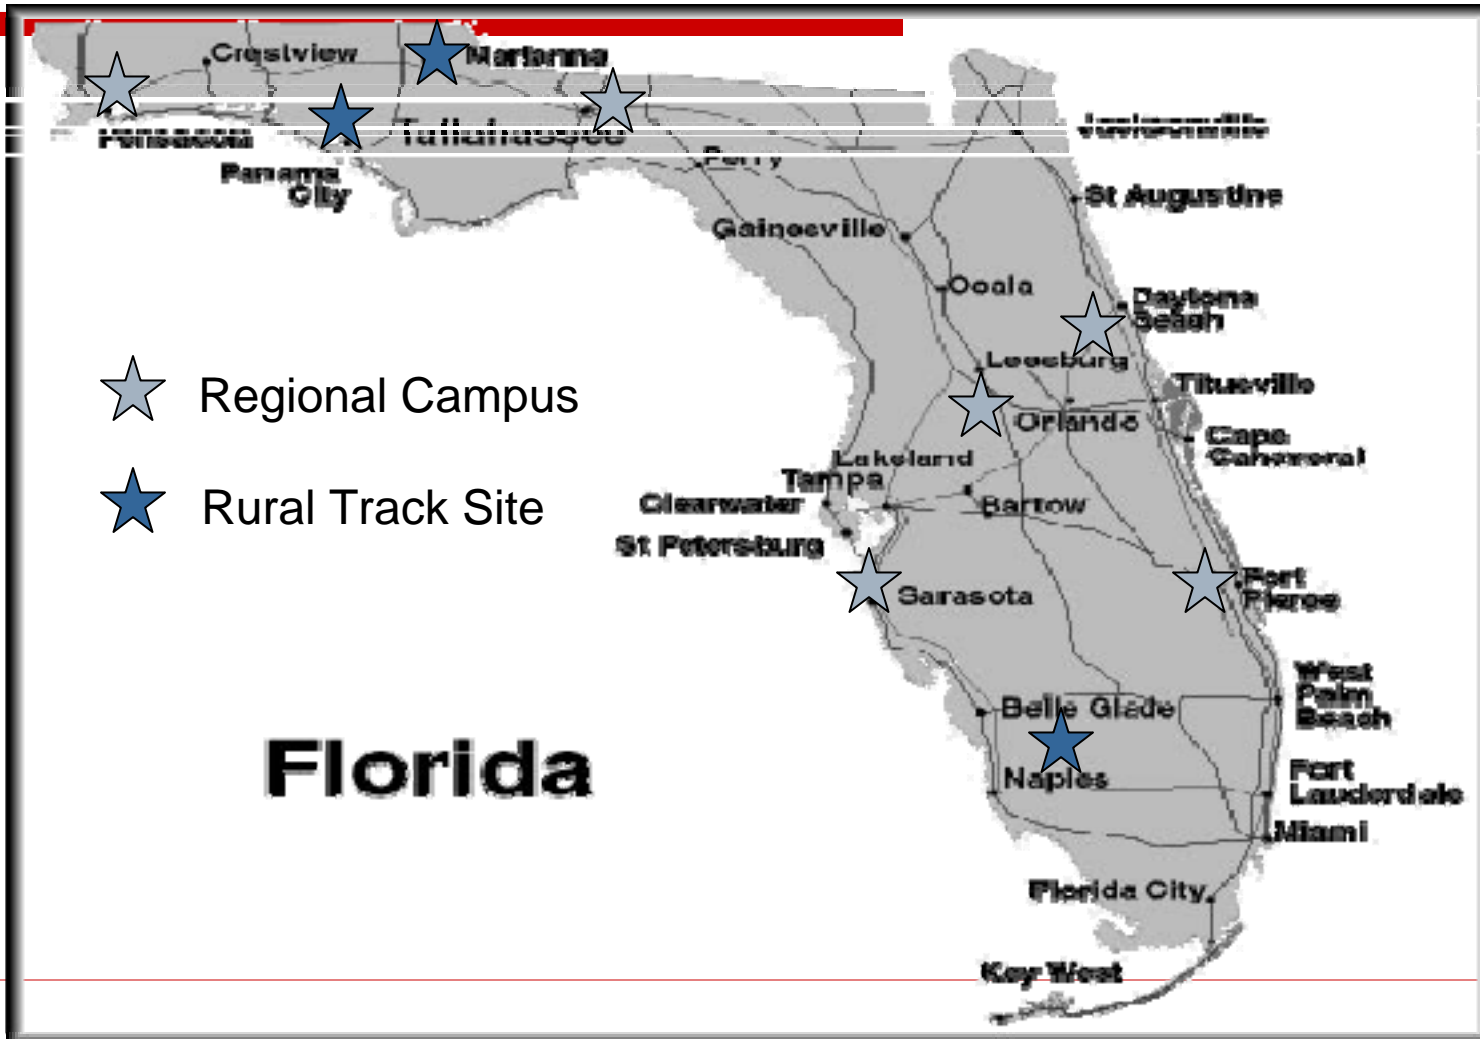 Crestview
Marianna
Pensacola
Tallahassee
Jacksonville
Panama
City
Perry
St Augustine
Gainesville
Ocala
Daytona
Beach
Leesburg
Titusville
Regional Campus
Orlando
Cape
Canaveral
Lakeland
Tampa
Clearwater
Bartow
Rural Track Site
St Petersburg
Sarasota
Fort
Pierce
West
Palm
Beach
Belle Glade
Florida
Naples
Fort
Lauderdale
Miami
Florida City
Key West